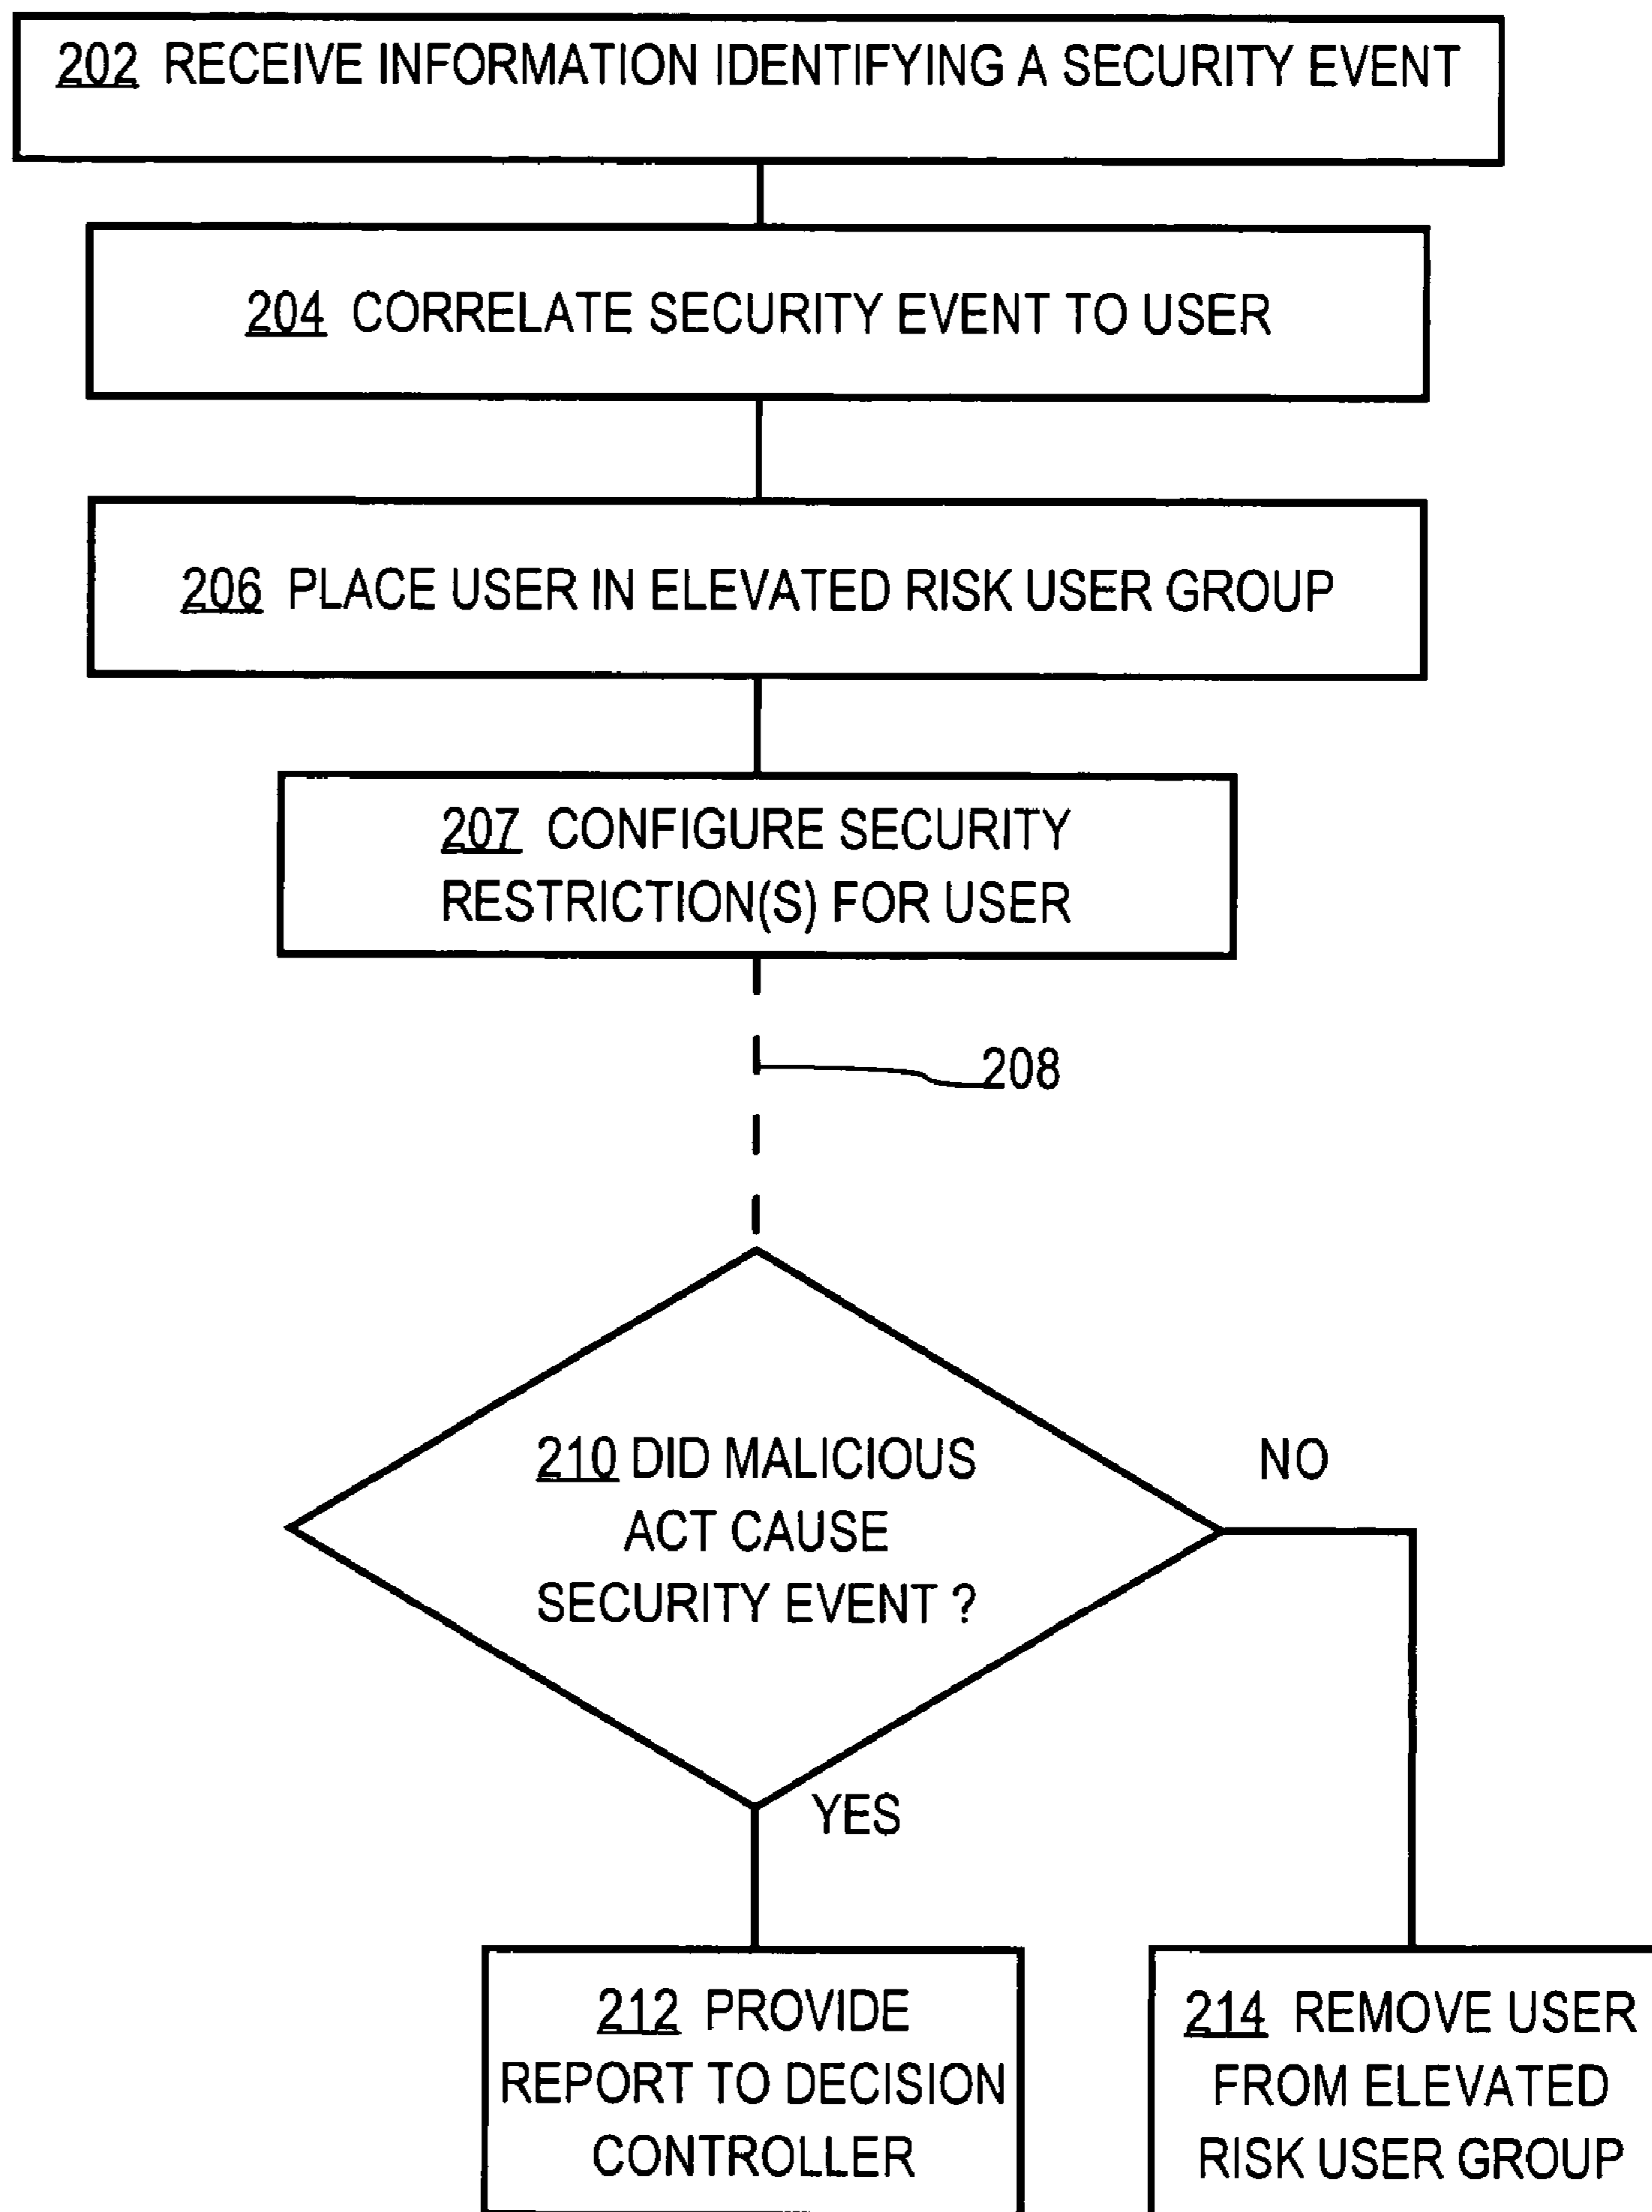 202 RECEIVE INFORMATION IDENTIFYING A SECURITY EVENT
204 CORRELATE SECURITY EVENT TO USER
206 PLACE USER IN ELEVATED RISK USER GROUP
207 CONFIGURE SECURITY
RESTRICTION(S) FOR USER
208
210 DID MALICIOUS
ACT CAUSE
SECURITY EVENT ?
NO
YES
212 PROVIDE
REPORT TO DECISION
CONTROLLER
214 REMOVE USER
FROM ELEVATED
RISK USER GROUP